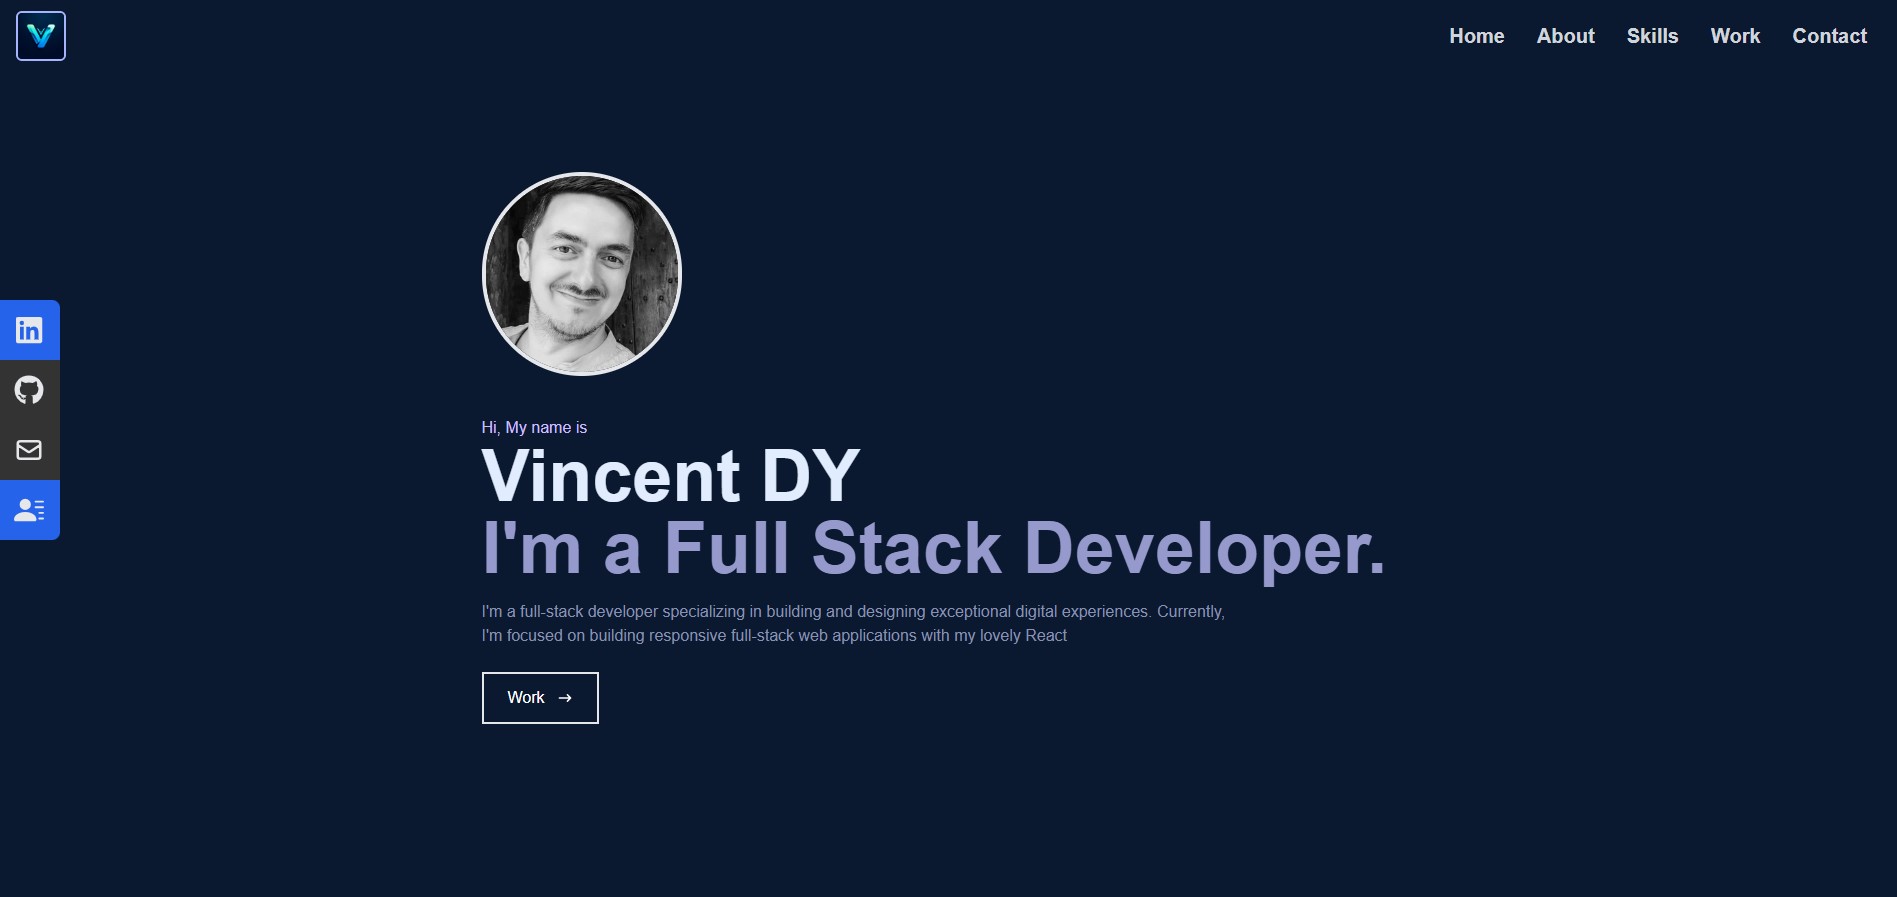 V
Home About Skills Work Contact
in
Hi, My name is
Vincent DY
I'm a Full Stack Developer.
I'm a full-stack developer specializing in building and designing exceptional digital experiences. Currently,
I'm focused on building responsive full-stack web applications with my lovely React
Work →